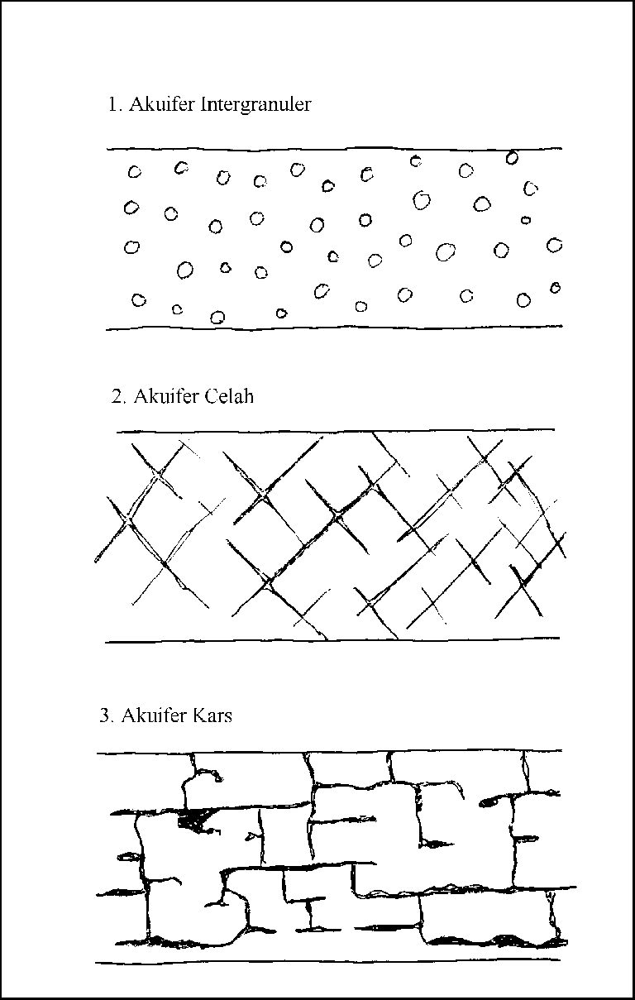 1. Akuifer Intergranuler
2. Akuifer Celah
3. Akuifer Kars